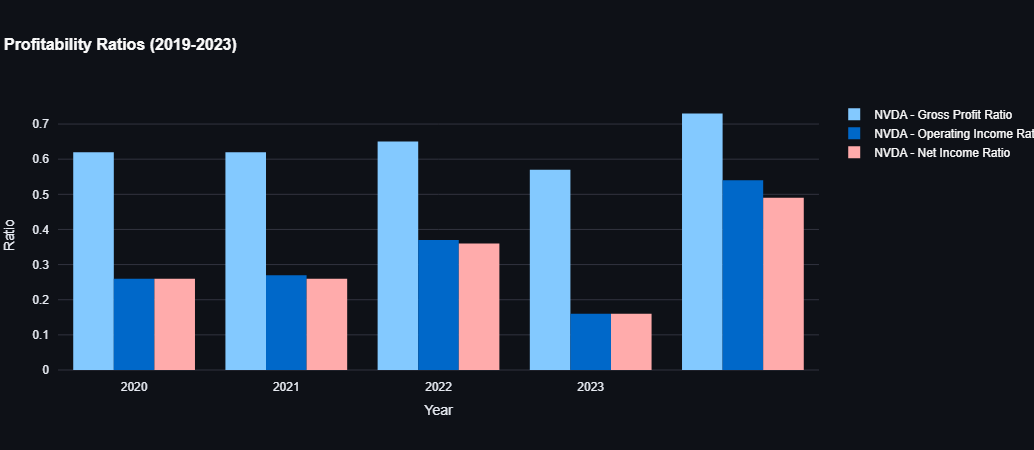 Profitability Ratios (2019-2023)
NVDA - Gross Profit Ratio
NVDA - Operating Income Rat
NVDA - Net Income Ratio
0.7
0.6
0.5
0.4
0.3
0.2
0.1
0
Ratio
2020
2021
2022
2023
Year